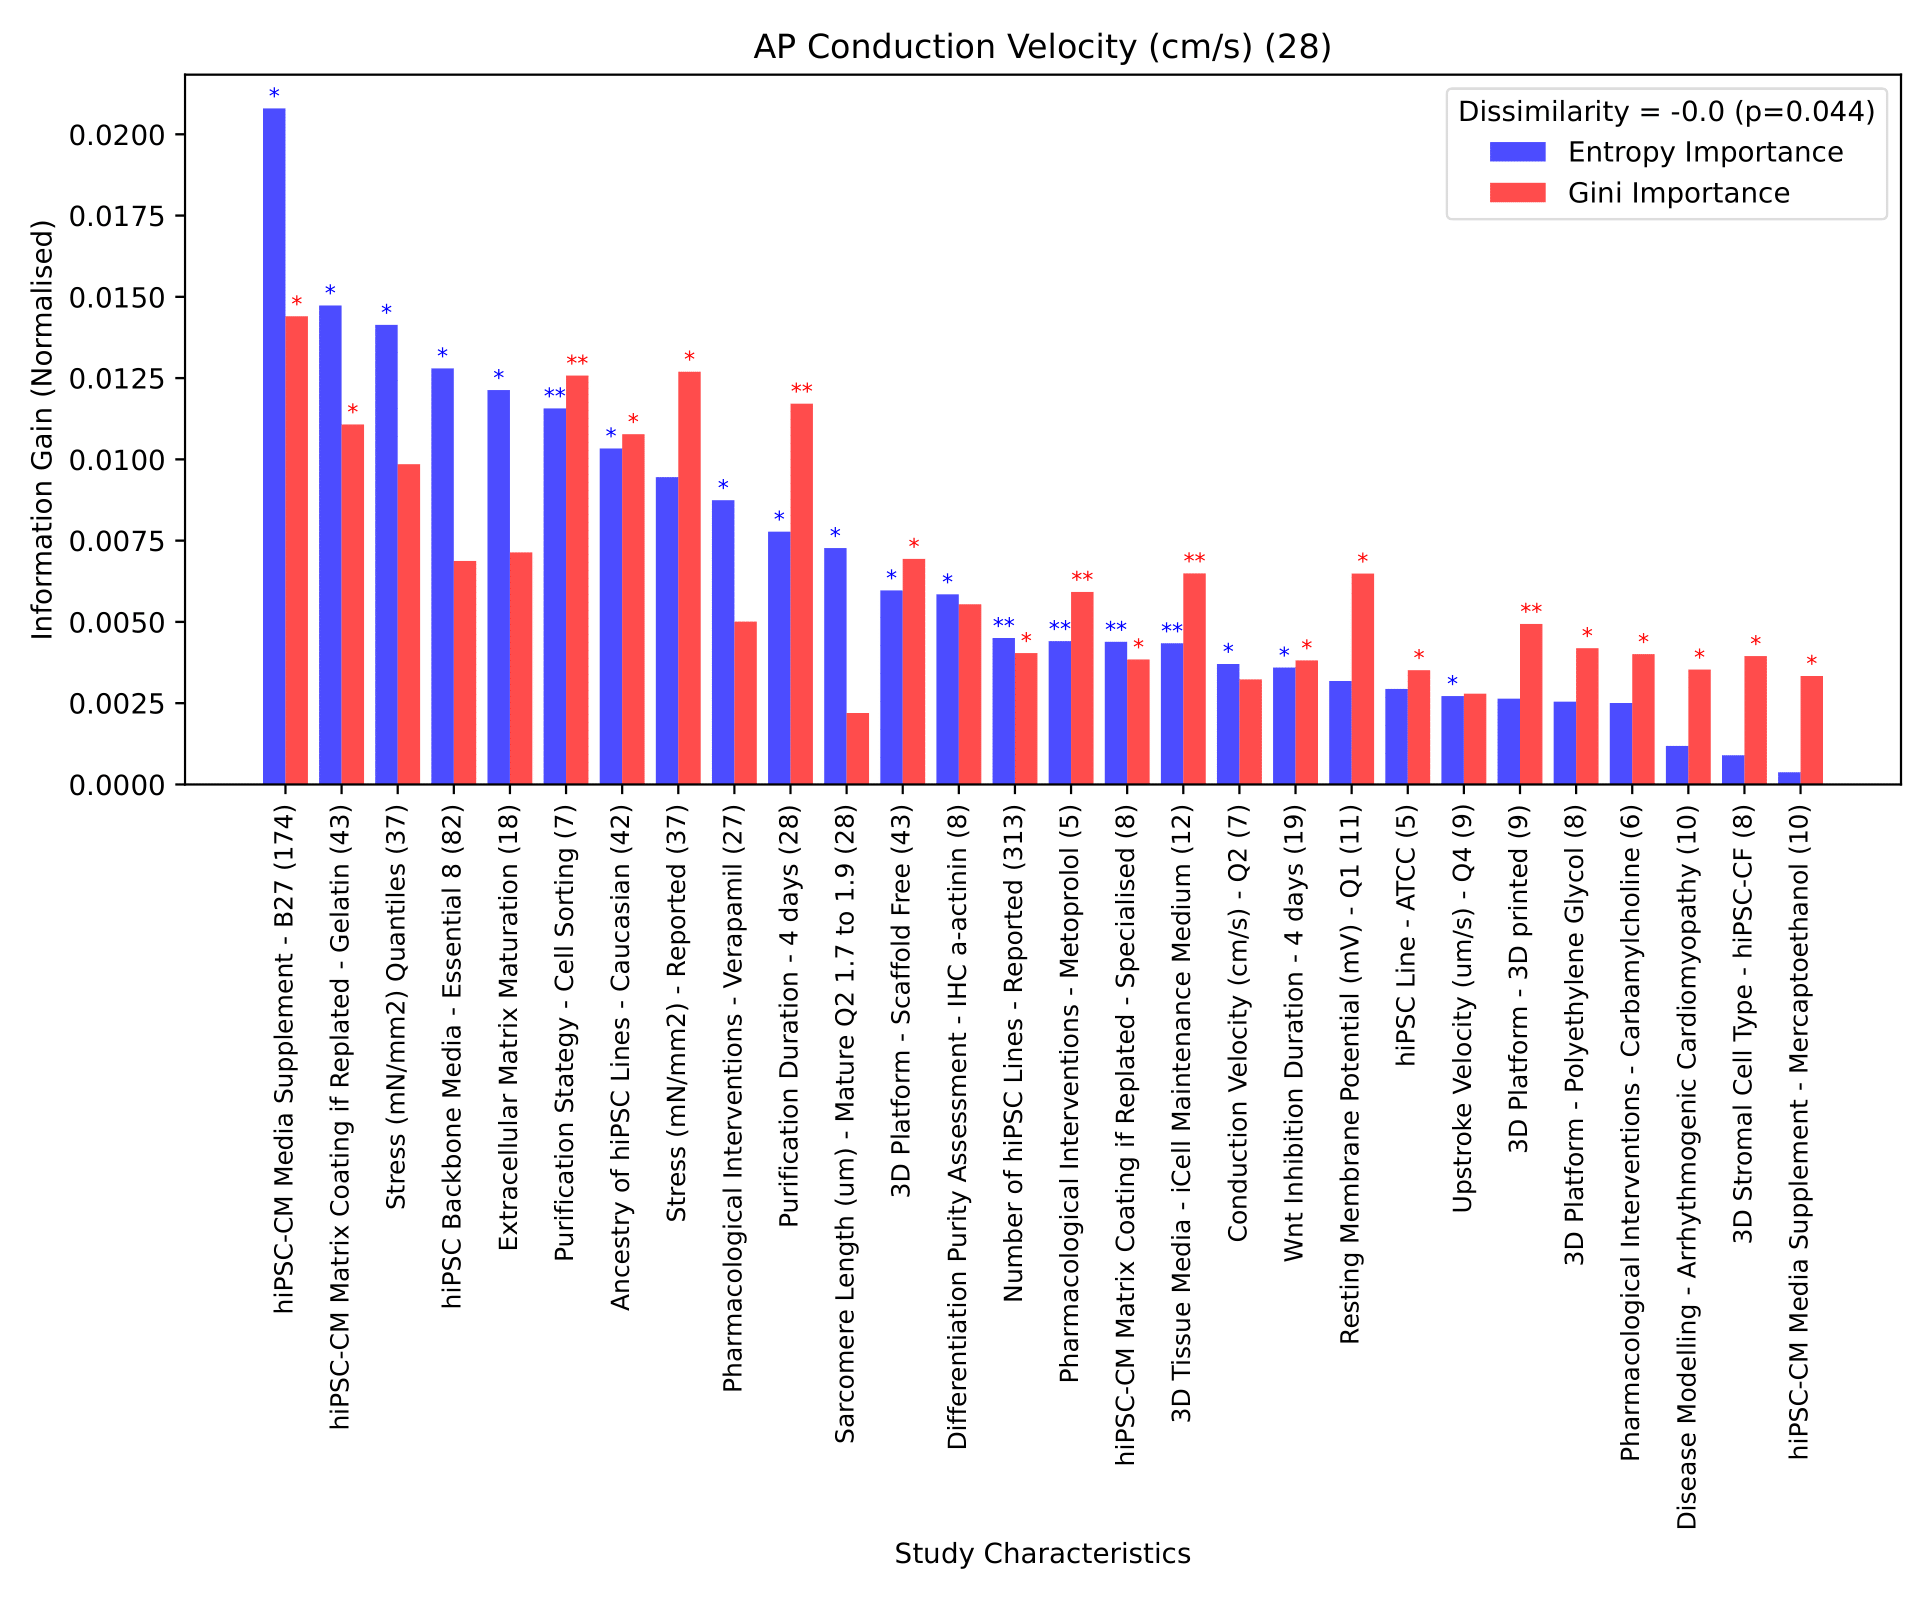 AP Conduction Velocity (cm/s) (28)
Dissimilarity = -0.0 (p=0.044)
Entropy Importance
Gini Importance
Information Gain (Normalised)
0.0200
0.0175
0.0150
0.0125
0.0100
0.0075
0.0050
0.0025
0.0000
*
*
*
*
*
*
*
*
**
**
*
*
*
*
*
**
*
*
*
*
**
*
**
**
**
*
**
**
*
*
*
*
*
*
**
*
*
*
*
*
hiPSC-CM Media Supplement - B27 (174)
hiPSC-CM Matrix Coating if Replated - Gelatin (43)
Stress (mN/mm2) Quantiles (37)
hiPSC Backbone Media - Essential 8 (82)
Extracellular Matrix Maturation (18)
Purification Stategy - Cell Sorting (7)
Ancestry of hiPSC Lines - Caucasian (42)
Stress (mN/mm2) - Reported (37)
Pharmacological Interventions - Verapamil (27)
Purification Duration - 4 days (28)
Sarcomere Length (um) - Mature Q2 1.7 to 1.9 (28)
3D Platform - Scaffold Free (43)
Differentiation Purity Assessment - IHC a-actinin (8)
Number of hiPSC Lines - Reported (313)
Pharmacological Interventions - Metoprolol (5)
hiPSC-CM Matrix Coating if Replated - Specialised (8)
3D Tissue Media - iCell Maintenance Medium (12)
Conduction Velocity (cm/s) - Q2 (7)
Wnt Inhibition Duration - 4 days (19)
Resting Membrane Potential (mV) - Q1 (11)
hiPSC Line - ATCC (5)
Upstroke Velocity (um/s) - Q4 (9)
3D Platform - 3D printed (9)
3D Platform - Polyethylene Glycol (8)
Pharmacological Interventions - Carbamylcholine (6)
Disease Modelling - Arrhythmogenic Cardiomyopathy (10)
3D Stromal Cell Type - hiPSC-CF (8)
hiPSC-CM Media Supplement - Mercaptoethanol (10)
Study Characteristics